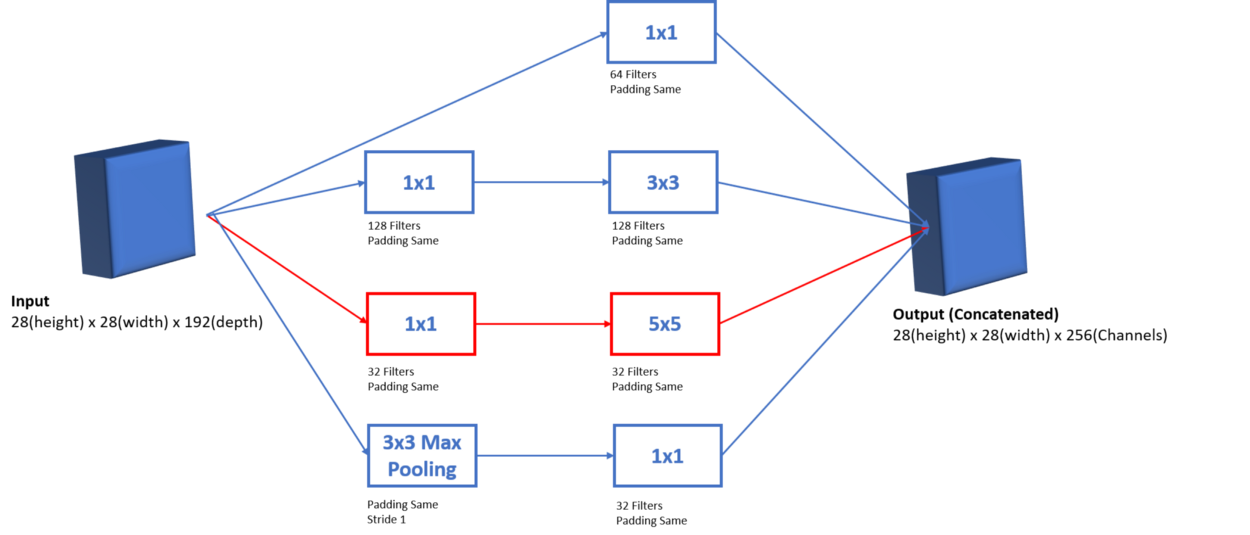 1x1
64 Filters
Padding Same
1x1
128 Filters
Padding Same
3x3
128 Filters
Padding Same
Input
28(height) x 28(width) x 192(depth)
1x1
32 Filters
Padding Same
5x5
32 Filters
Padding Same
Output (Concatenated)
28(height) x 28(width) x 256(Channels)
3x3 Max
Pooling
Padding Same
Stride 1
1x1
32 Filters
Padding Same